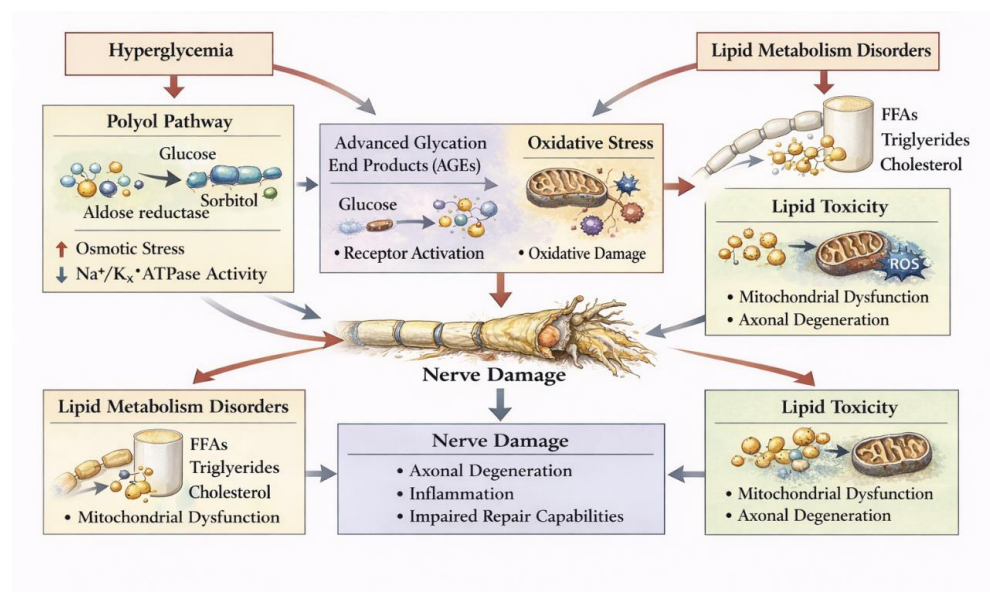 Hyperglycemia
Lipid Metabolism Disorders
Polyol Pathway
Glucose
Aldose reductase
Sorbitol
↑ Osmotic Stress
↓ Na⁺/Kₓ•ATPase Activity
Advanced Glycation
End Products (AGEs)
Glucose
• Receptor Activation
Oxidative Stress
• Oxidative Damage
FFAs
Triglycerides
Cholesterol
Lipid Toxicity
ROS
• Mitochondrial Dysfunction
• Axonal Degeneration
Nerve Damage
Lipid Metabolism Disorders
FFAs
Triglycerides
Cholesterol
• Mitochondrial Dysfunction
Nerve Damage
• Axonal Degeneration
• Inflammation
• Impaired Repair Capabilities
Lipid Toxicity
• Mitochondrial Dysfunction
• Axonal Degeneration